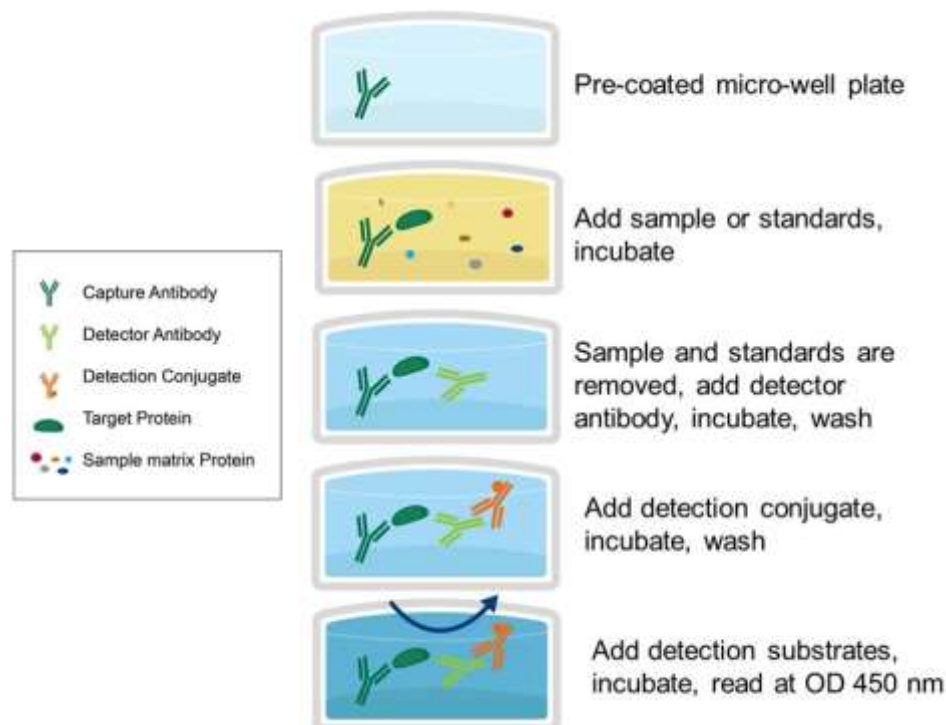 Pre-coated micro-well plate
Add sample or standards,
incubate
Capture Antibody
Detector Antibody
Detection Conjugate
Target Protein
Sample matrix Protein
Sample and standards are
removed, add detector
antibody, incubate, wash
Add detection conjugate,
incubate, wash
Add detection substrates,
incubate, read at OD 450 nm